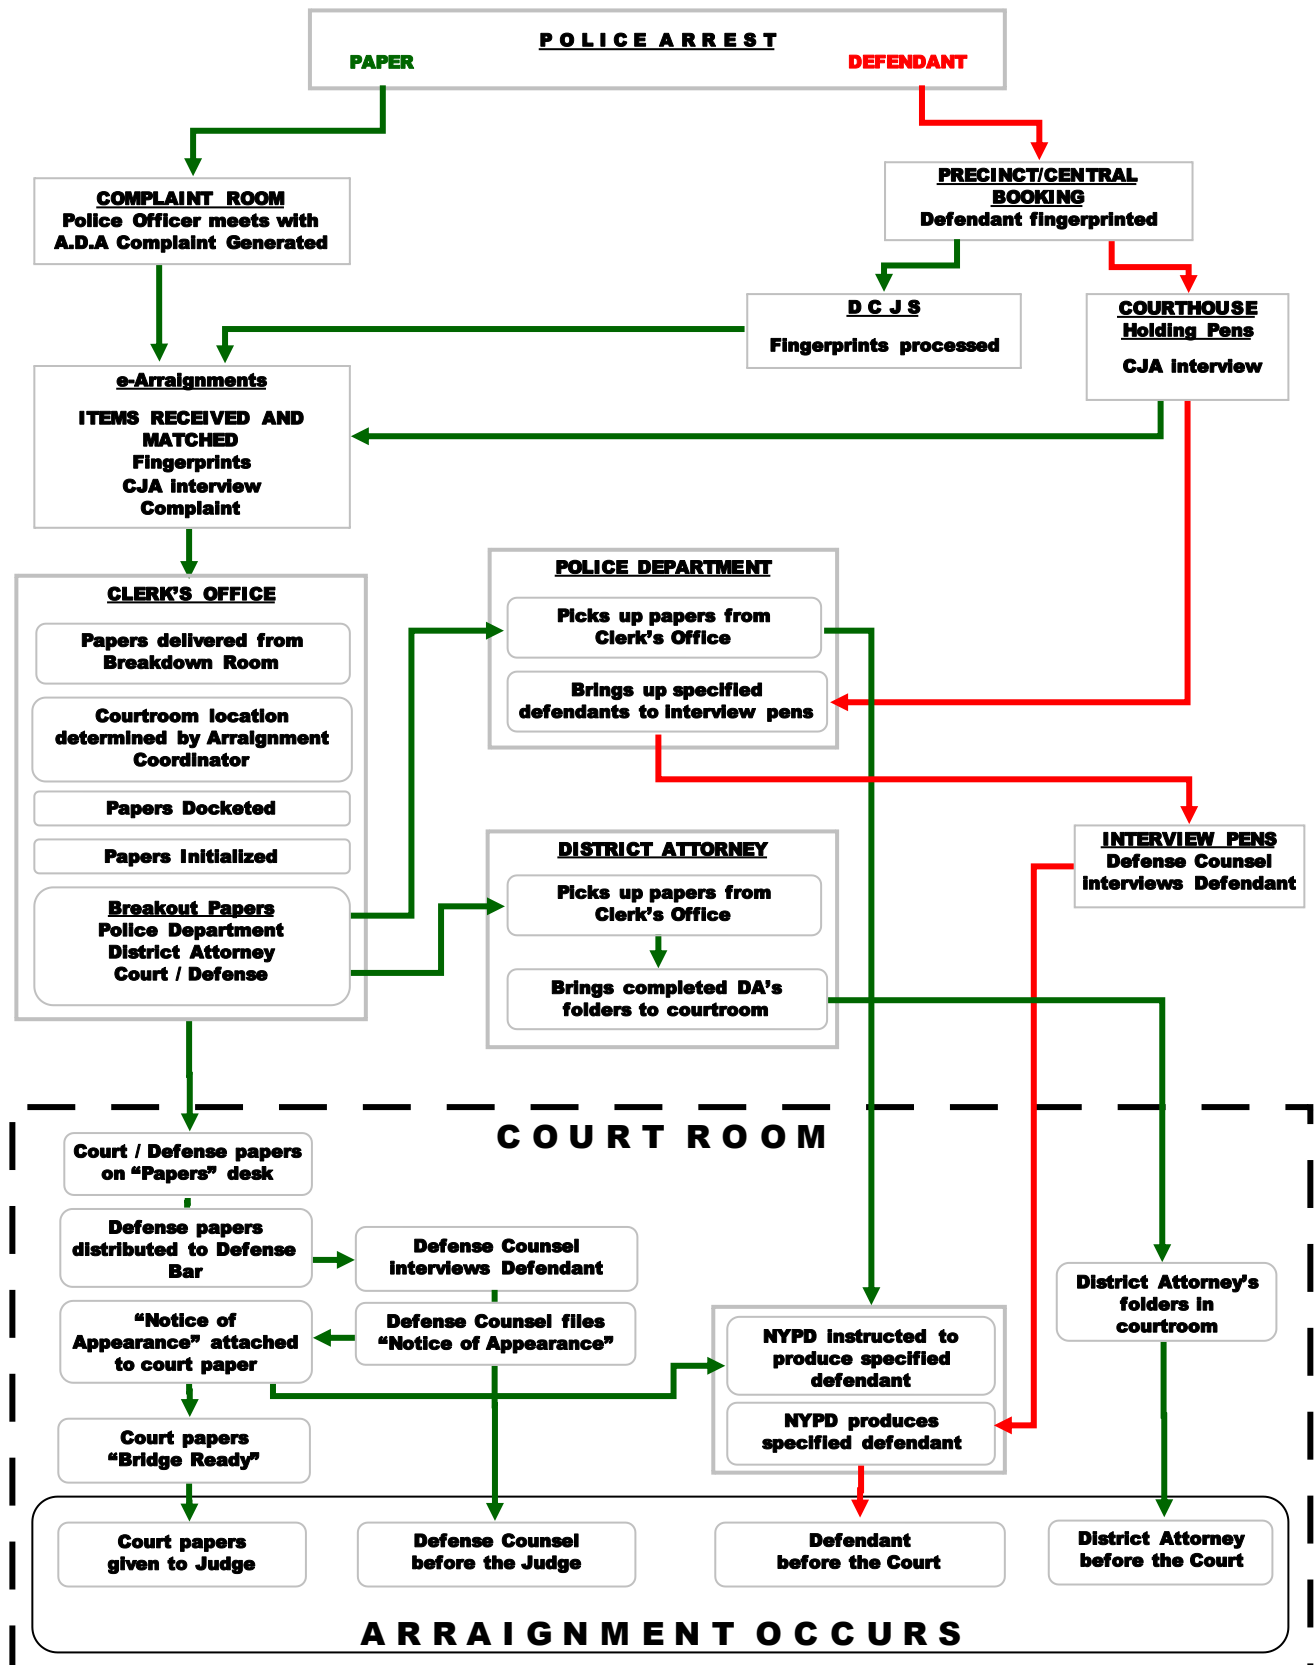 POLICE ARREST
PAPER
DEFENDANT
COMPLAINT ROOM
Police Officer meets with
A.D.A Complaint Generated
PRECINCT/CENTRAL
BOOKING
Defendant fingerprinted
D C J S
Fingerprints processed
COURTHOUSE
Holding Pens
CJA interview
e-Arraignments
ITEMS RECEIVED AND
MATCHED
Fingerprints
CJA interview
Complaint
CLERK’S OFFICE
Papers delivered from
Breakdown Room
Courtroom location
determined by Arraignment
Coordinator
Papers Docketed
Papers Initialized
Breakout Papers
Police Department
District Attorney
Court / Defense
POLICE DEPARTMENT
Picks up papers from
Clerk’s Office
Brings up specified
defendants to interview pens
DISTRICT ATTORNEY
Picks up papers from
Clerk’s Office
Brings completed DA’s
folders to courtroom
INTERVIEW PENS
Defense Counsel
interviews Defendant
COURT ROOM
Court / Defense papers
on “Papers” desk
Defense papers
distributed to Defense
Bar
Defense Counsel
interviews Defendant
“Notice of
Appearance” attached
to court paper
Defense Counsel files
“Notice of Appearance”
NYPD instructed to
produce specified
defendant
NYPD produces
specified defendant
District Attorney’s
folders in
courtroom
Court papers
“Bridge Ready”
Court papers
given to Judge
Defense Counsel
before the Judge
Defendant
before the Court
District Attorney
before the Court
ARRAIGNMENT OCCURS